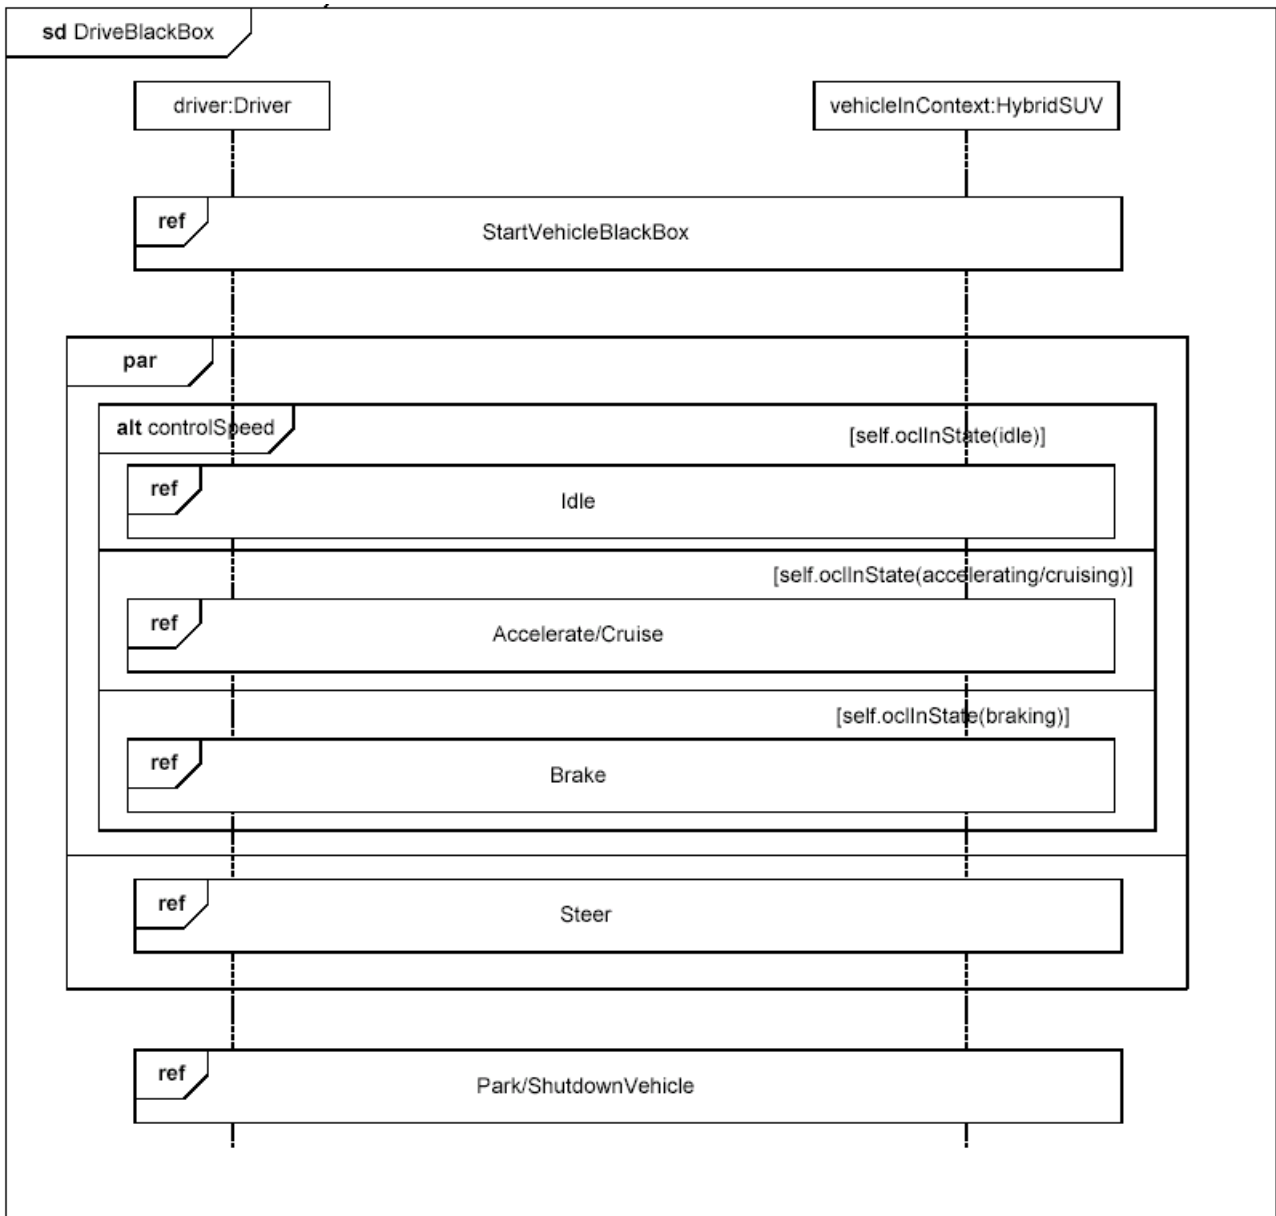 sd DriveBlackBox
driver:Driver
vehicleInContext:HybridSUV
ref
StartVehicleBlackBox
par
alt controlSpeed
[self.oclInState(idle)]
ref
Idle
[self.oclInState(accelerating/cruising)]
ref
Accelerate/Cruise
[self.oclInState(braking)]
ref
Brake
ref
Steer
ref
Park/ShutdownVehicle